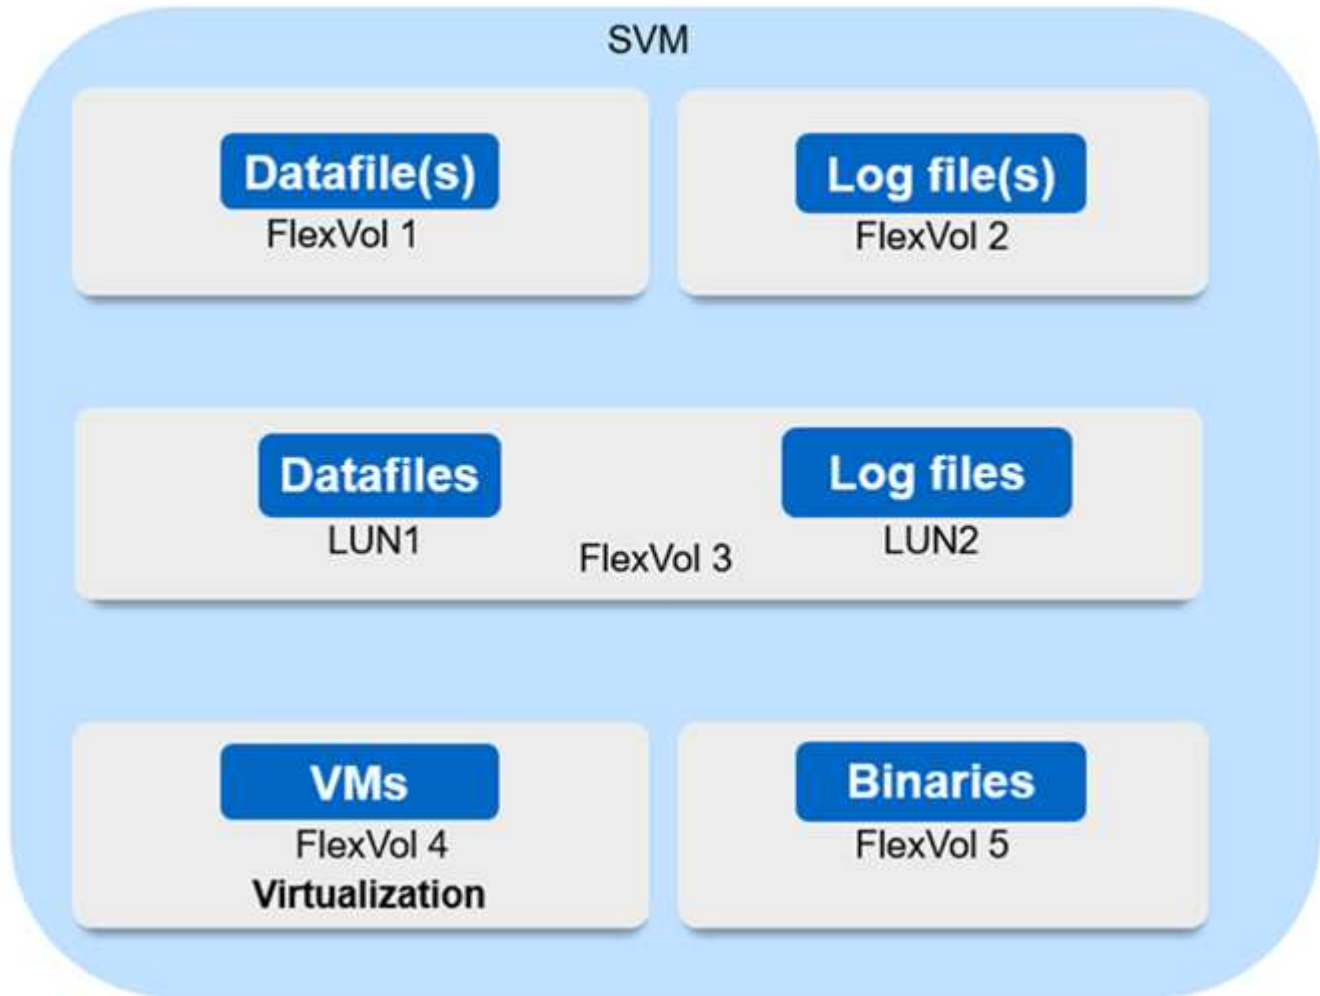 SVM
Datafile(s)
FlexVol 1
Log file(s)
FlexVol 2
Datafiles
LUN1
Log files
LUN2
FlexVol 3
VMs
FlexVol 4
Virtualization
Binaries
FlexVol 5